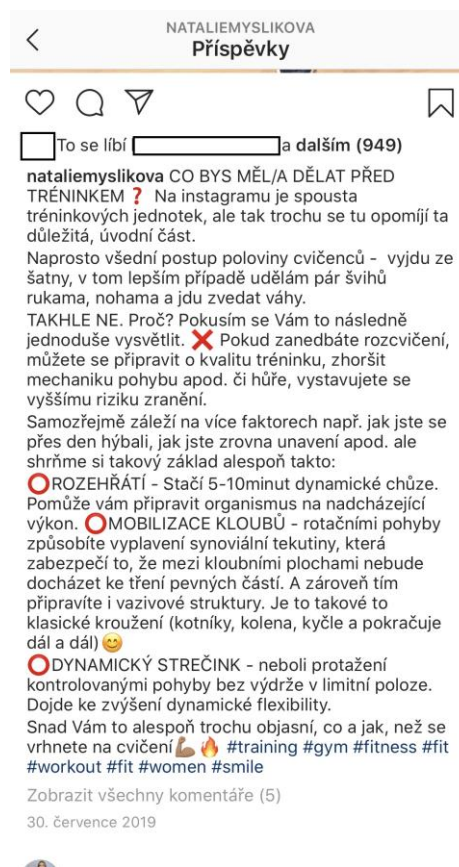 NATALIEMYSLIKOVA
Příspěvky
To se líbí a dalším (949)
nataliemyslikova CO BYS MĚL/A DĚLAT PŘED
TRÉNINKEM ❓ Na instagramu je spousta
tréninkových jednotek, ale tak trochu se tu opomíjí ta
důležitá, úvodní část.
Naprosto všední postup poloviny cvičenců - vyjdu ze
šatny, v tom lepším případě udělám pár švihů
rukama, nohama a jdu zvedat váhy.
TAKHLE NE. Proč? Pokusím se Vám to následně
jednoduše vysvětlit. ❌ Pokud zanedbáte rozcvičení,
můžete se připravit o kvalitu tréninku, zhoršit
mechaniku pohybu apod. či hůře, vystavujete se
vyššímu riziku zranění.
Samozřejmě záleží na více faktorech např. jak jste se
přes den hýbali, jak jste zrovna unavení apod. ale
shrňme si takový základ alespoň takto:
⭕ROZEHŘÁTÍ - Stačí 5-10minut dynamické chůze.
Pomůže vám připravit organismus na nadcházející
výkon. ⭕MOBILIZACE KLOUBŮ - rotačními pohyby
způsobíte vyplavení synoviální tekutiny, která
zabezpečí to, že mezi kloubními plochami nebude
docházet ke tření pevných částí. A zároveň tím
připravíte i vazivové struktury. Je to takové to
klasické kroužení (kotníky, kolena, kyčle a pokračuje
dál a dál)😊
⭕DYNAMICKÝ STREČINK - neboli protažení
kontrolovanými pohyby bez výdrže v limitní poloze.
Dojde ke zvýšení dynamické flexibility.
Snad Vám to alespoň trochu objasní, co a jak, než se
vrhnete na cvičení💪🏽🔥 #training #gym #fitness #fit
#workout #fit #women #smile
Zobrazit všechny komentáře (5)
30. července 2019